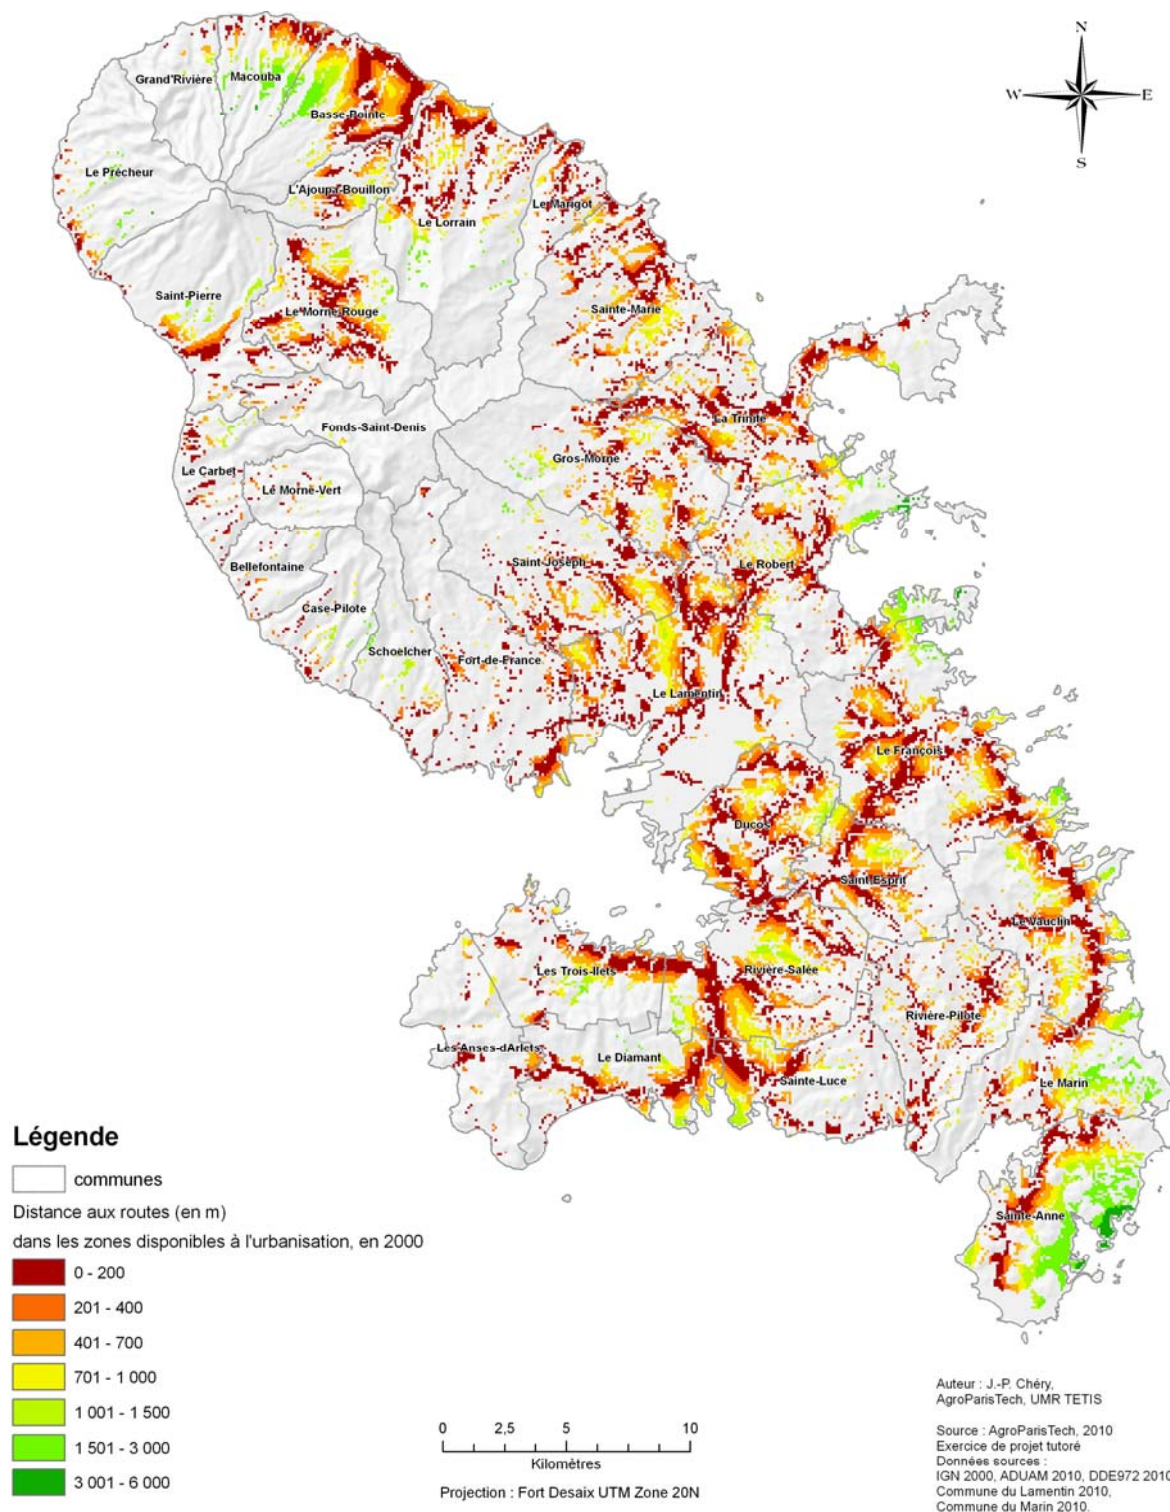 N
W
E
S
Grand'Rivière
Macouba
Basse-Pointe
Le Prêcheur
L'Ajoupa-Bouillon
Le Lorrain
Le Marigot
Saint-Pierre
Le Morne-Rouge
Sainte-Marie
Fonds-Saint-Denis
La Trinité
Gros-Morne
Le Carbet
Le Morne-Vert
Bellefontaine
Saint-Joseph
Le Robert
Case-Pilote
Schoelcher
Fort-de-France
Le Lamentin
Le François
Ducos
Saint-Esprit
Le Vauclin
Les Trois-Ilets
Rivière-Salée
Rivière-Pilote
Les Anses-d'Arlets
Le Diamant
Sainte-Luce
Le Marin
Sainte-Anne
Légende
communes
Distance aux routes (en m)
dans les zones disponibles à l'urbanisation, en 2000
0 - 200
201 - 400
401 - 700
701 - 1 000
1 001 - 1 500
1 501 - 3 000
3 001 - 6 000
0 2,5 5 10
Kilomètres
Projection : Fort Desaix UTM Zone 20N
Auteur : J.-P. Chéry,
AgroParisTech, UMR TETIS
Source : AgroParisTech, 2010
Exercice de projet tutoré
Données sources :
IGN 2000, ADUAM 2010, DDE972 2010
Commune du Lamentin 2010,
Commune du Marin 2010.